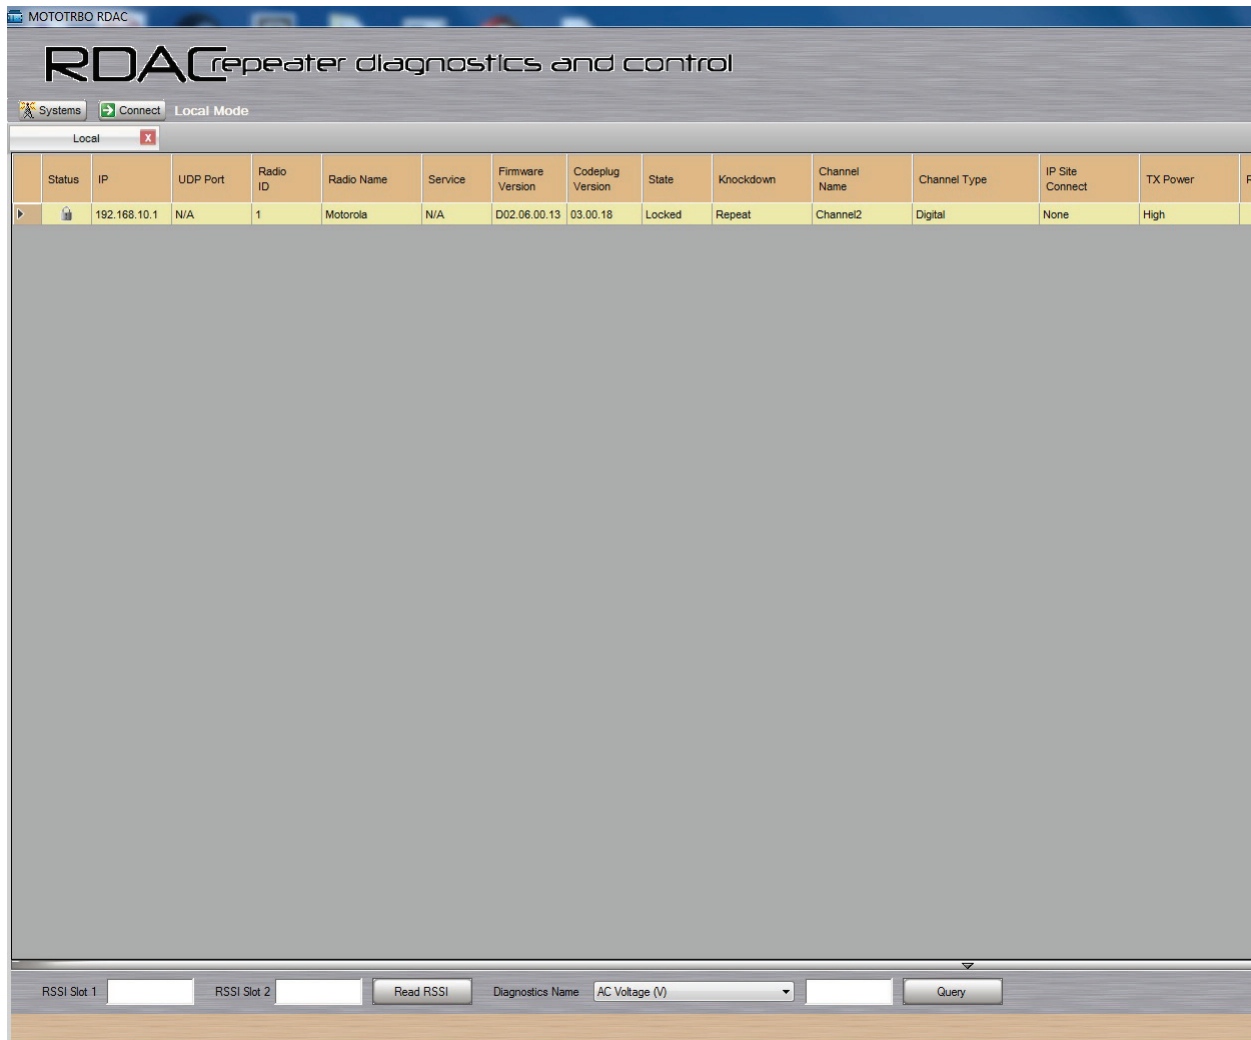 MOTOTRBO RDAC
RDAC repeater diagnostics and control
Systems Connect Local Mode
Local X
Status IP UDP Port Radio ID Radio Name Service Firmware Version Codeplug Version State Knockdown Channel Name Channel Type IP Site Connect TX Power
192.168.10.1 N/A 1 Motorola N/A D02.06.00.13 03.00.18 Locked Repeat Channel2 Digital None High
RSSI Slot 1 RSSI Slot 2 Read RSSI Diagnostics Name AC Voltage (V) Query